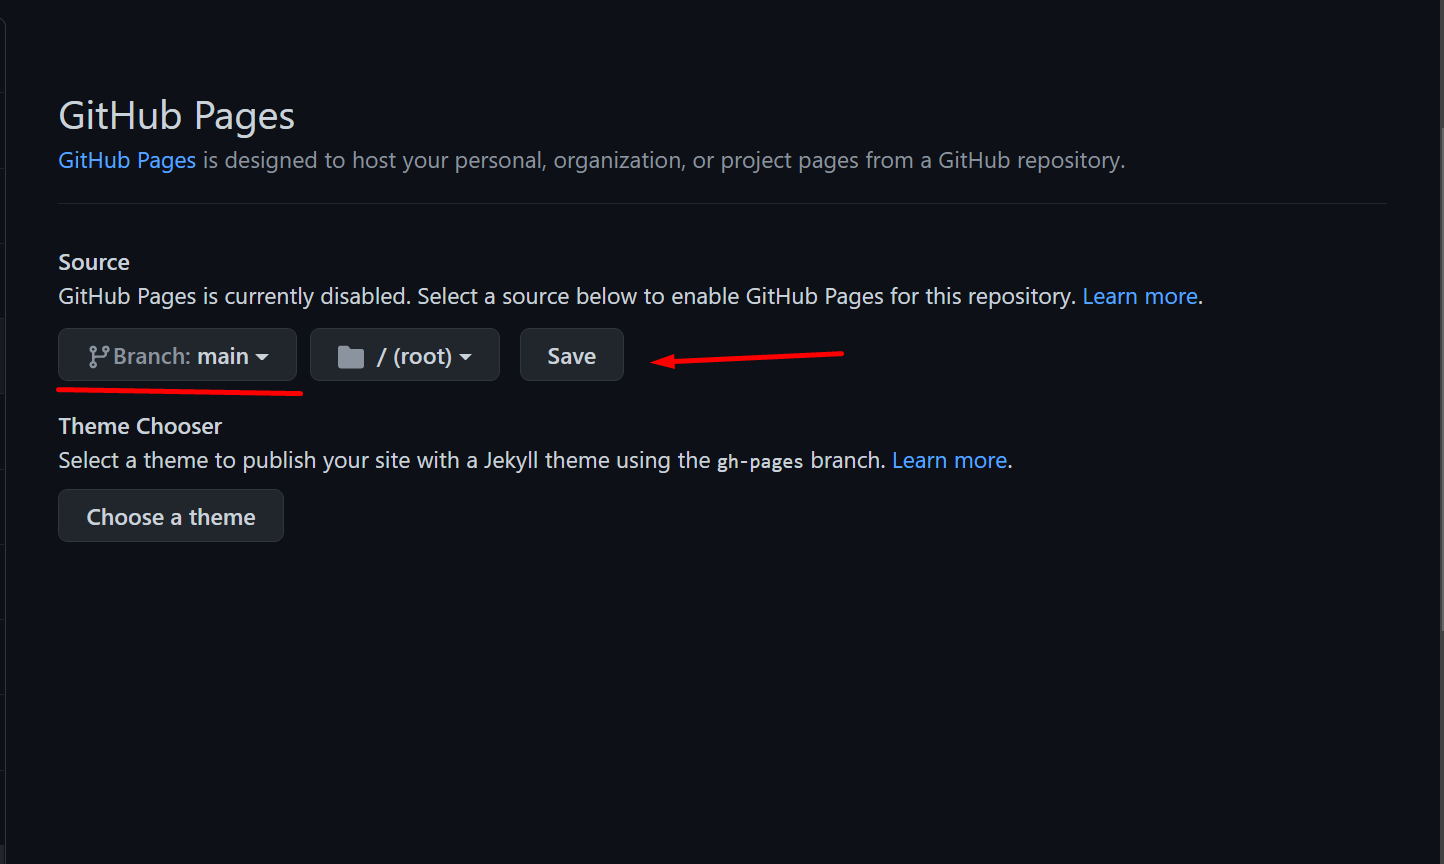 GitHub Pages
GitHub Pages is designed to host your personal, organization, or project pages from a GitHub repository.
Source
GitHub Pages is currently disabled. Select a source below to enable GitHub Pages for this repository. Learn more.
Branch: main / (root) Save
Theme Chooser
Select a theme to publish your site with a Jekyll theme using the gh-pages branch. Learn more.
Choose a theme